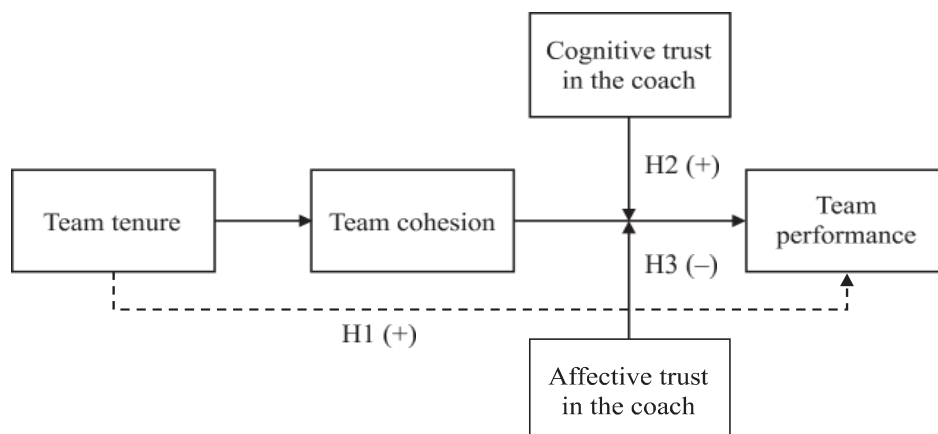 Cognitive trust
in the coach
H2 (+)
Team tenure
Team cohesion
Team
performance
H3 (–)
H1 (+)
Affective trust
in the coach